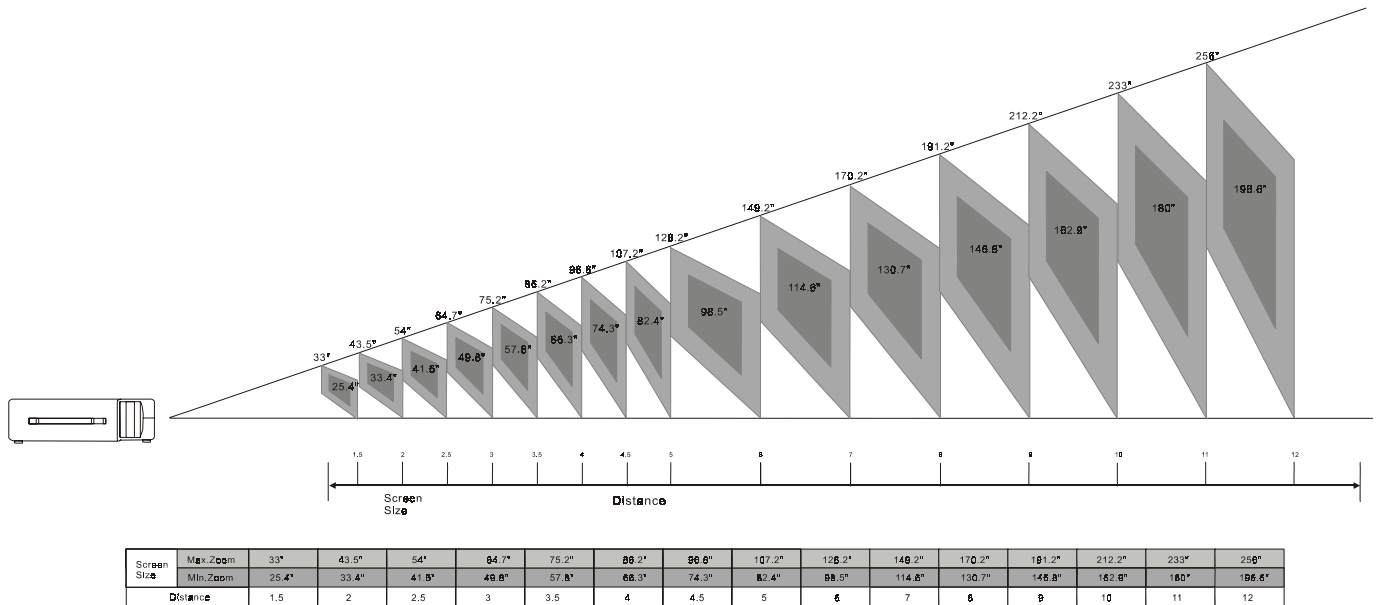 256"
233"
212.2"
191.2"
170.2"
149.2"
128.2"
107.2"
96.6"
86.2"
75.2"
64.7"
54"
43.5"
33"
25.4" 33.4" 41.6" 49.8" 57.8" 66.3" 74.3" 82.4" 98.5" 114.6" 130.7" 146.8" 162.9" 180" 196.6"
1.5 2 2.5 3 3.5 4 4.5 5 6 7 8 9 10 11 12
Screen
Size
Distance
Screen
Size
Max.Zoom 33" 43.5" 54" 64.7" 75.2" 86.2" 96.6" 107.2" 128.2" 149.2" 170.2" 191.2" 212.2" 233" 256"
Min.Zoom 25.4" 33.4" 41.6" 49.8" 57.8" 66.3" 74.3" 82.4" 98.5" 114.6" 130.7" 146.8" 162.9" 180" 196.6"
Distance 1.5 2 2.5 3 3.5 4 4.5 5 6 7 8 9 10 11 12